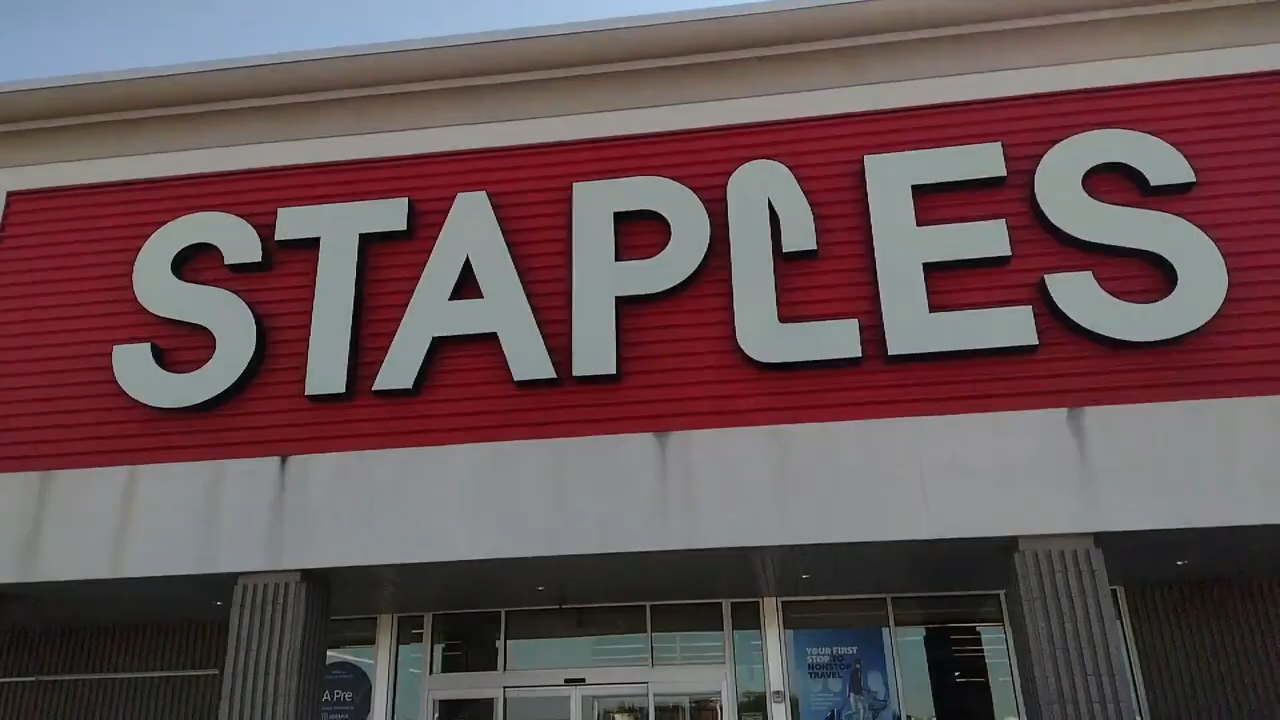 STAPLES
YOUR FIRST
STOP TO
NONSTOP
TRAVEL
A Pre